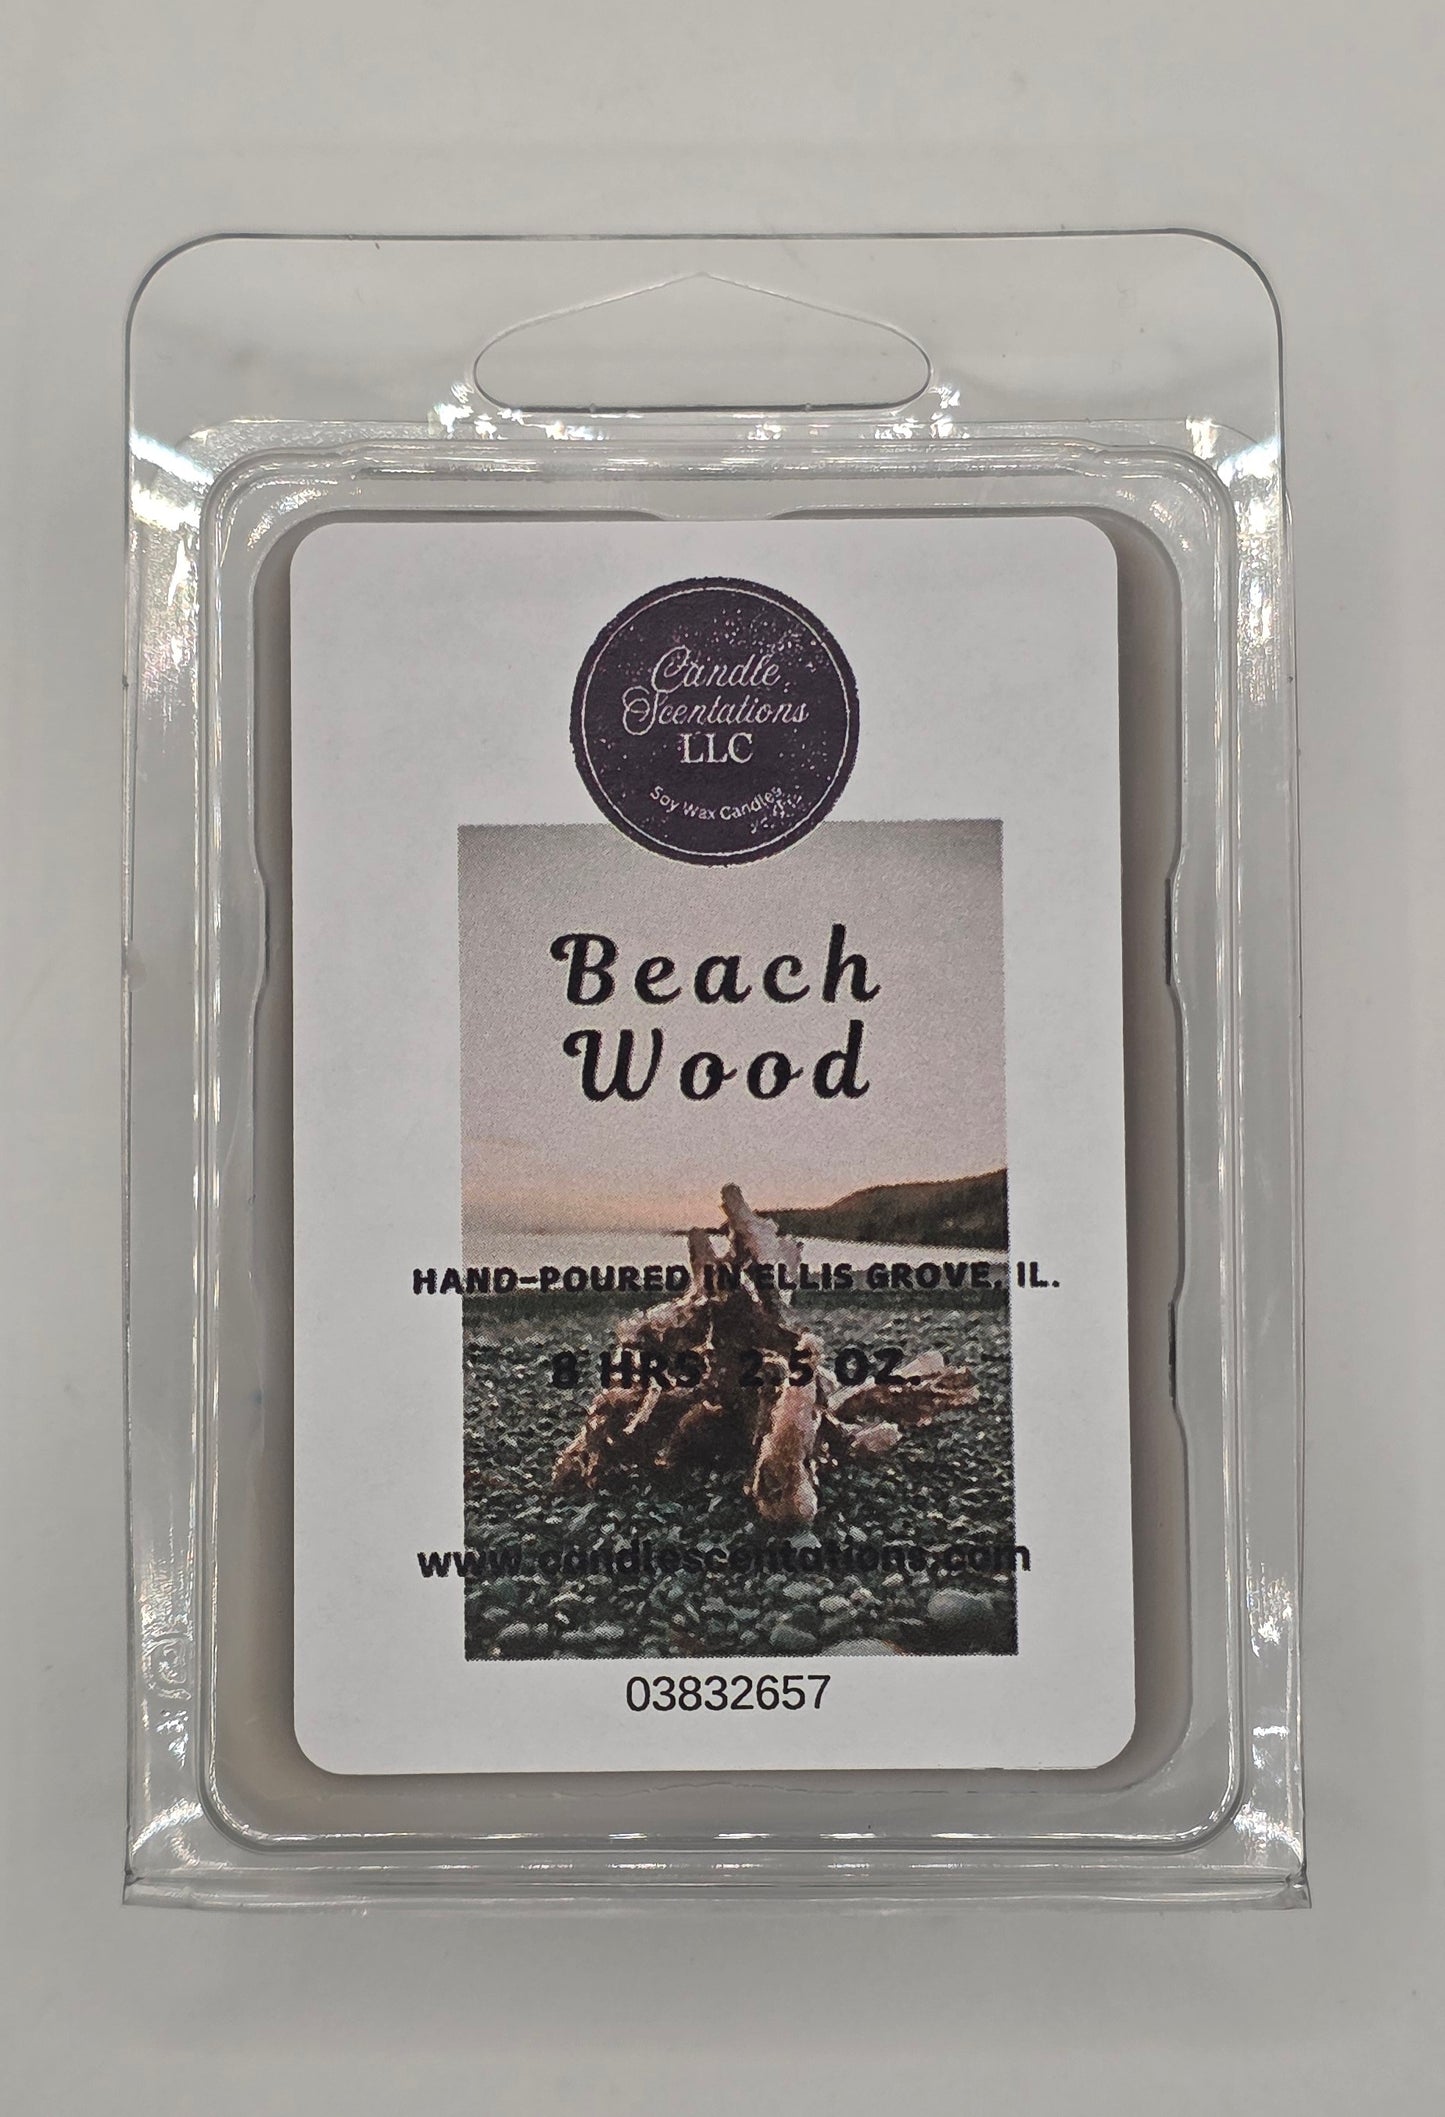 Candle
Scentations
LLC
Soy Wax Candles
Beach
Wood
HAND-POURED IN ELLIS GROVE, IL.
8 HRS 2.5 OZ.
www.candlescentations.com
03832657